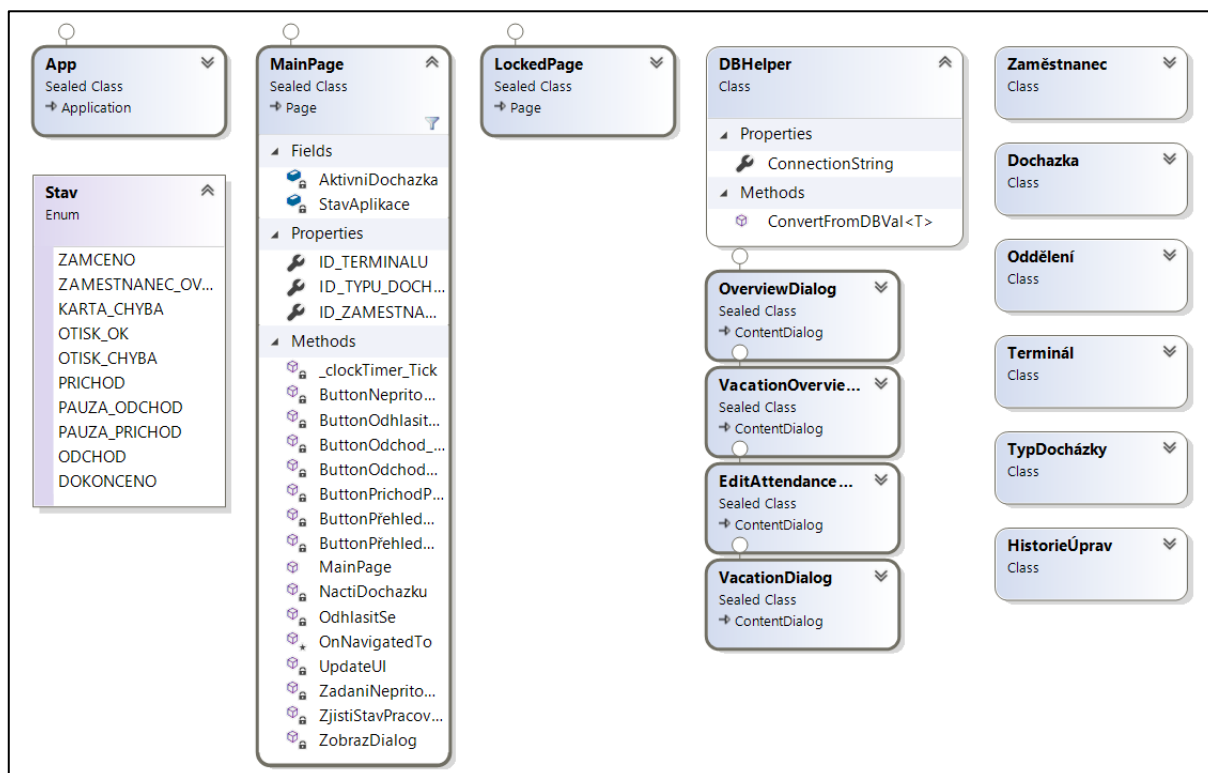 App
Sealed Class
Application
Stav
Enum
ZAMCENO
ZAMESTNANEC_OV...
KARTA_CHYBA
OTISK_OK
OTISK_CHYBA
PRICHOD
PAUZA_ODCHOD
PAUZA_PRICHOD
ODCHOD
DOKONCENO
MainPage
Sealed Class
Page
Fields
AktivniDochazka
StavAplikace
Properties
ID_TERMINALU
ID_TYPU_DOCH...
ID_ZAMESTNA...
Methods
_clockTimer_Tick
ButtonNeprito...
ButtonOdhlasit...
ButtonOdchod_...
ButtonOdchod...
ButtonPrichodP...
ButtonPřehled...
ButtonPřehled...
MainPage
NactiDochazku
OdhlasitSe
OnNavigatedTo
UpdateUI
ZadaniNeprito...
ZjistiStavPracov...
ZobrazDialog
LockedPage
Sealed Class
Page
DBHelper
Class
Properties
ConnectionString
Methods
ConvertFromDBVal<T>
OverviewDialog
Sealed Class
ContentDialog
VacationOvervie...
Sealed Class
ContentDialog
EditAttendance...
Sealed Class
ContentDialog
VacationDialog
Sealed Class
ContentDialog
Zaměstnanec
Class
Dochazka
Class
Oddělení
Class
Terminál
Class
TypDocházky
Class
HistorieÚprav
Class